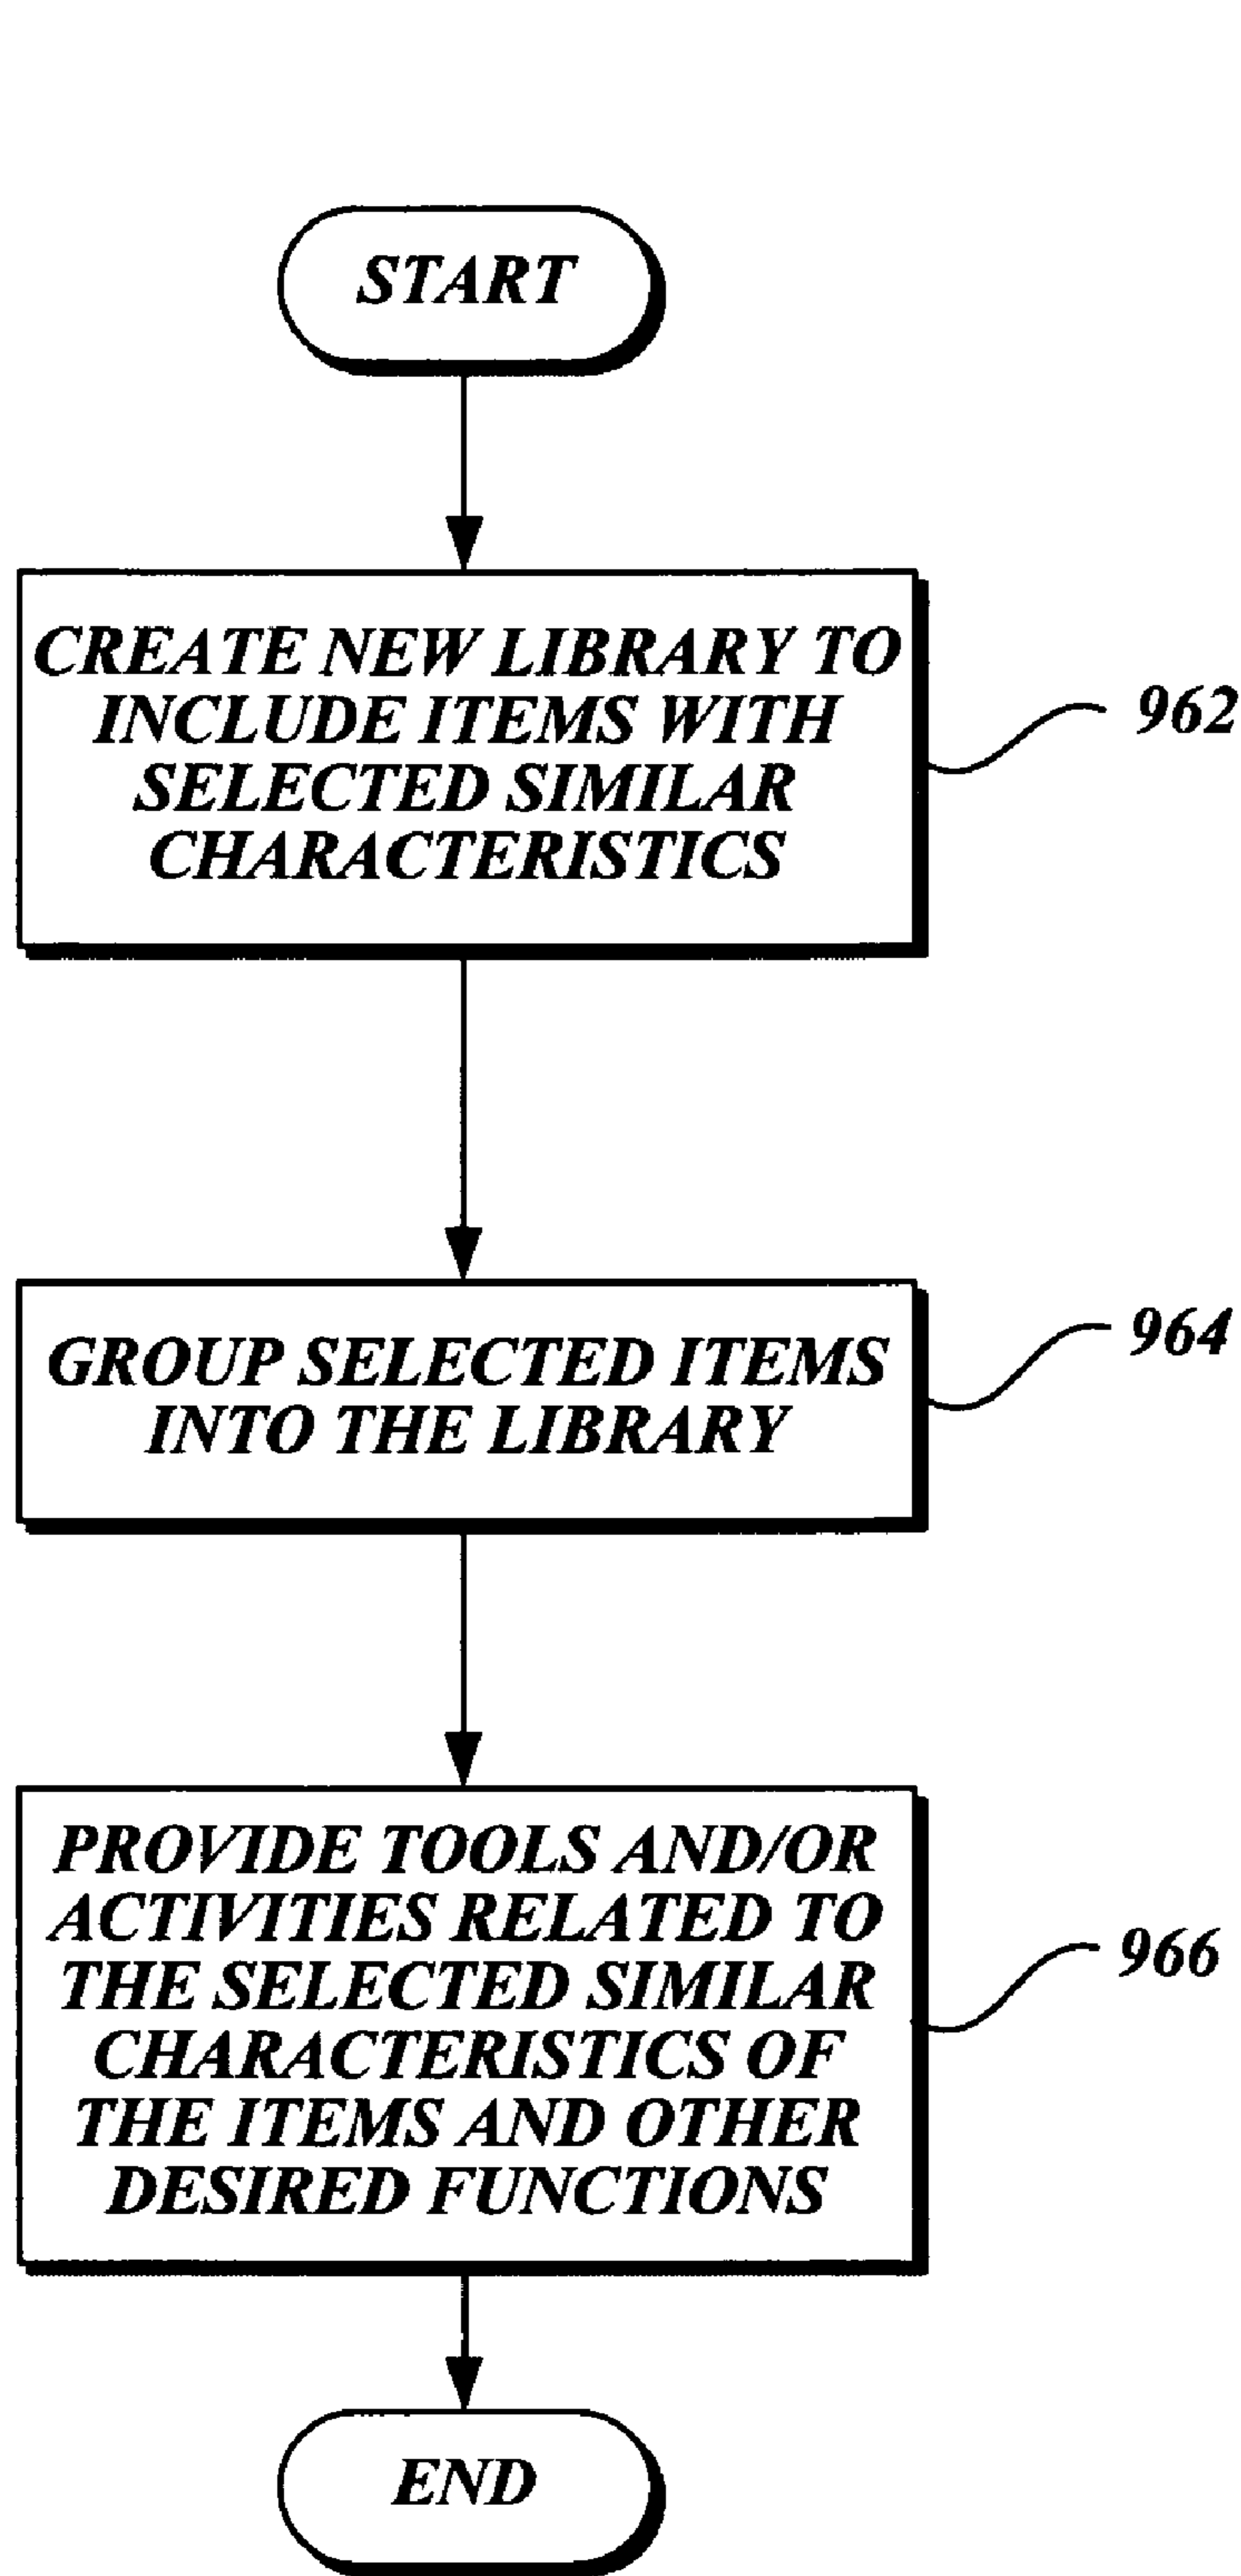 START
CREATE NEW LIBRARY TO
INCLUDE ITEMS WITH
SELECTED SIMILAR
CHARACTERISTICS
962
GROUP SELECTED ITEMS
INTO THE LIBRARY
964
PROVIDE TOOLS AND/OR
ACTIVITIES RELATED TO
THE SELECTED SIMILAR
CHARACTERISTICS OF
THE ITEMS AND OTHER
DESIRED FUNCTIONS
966
END